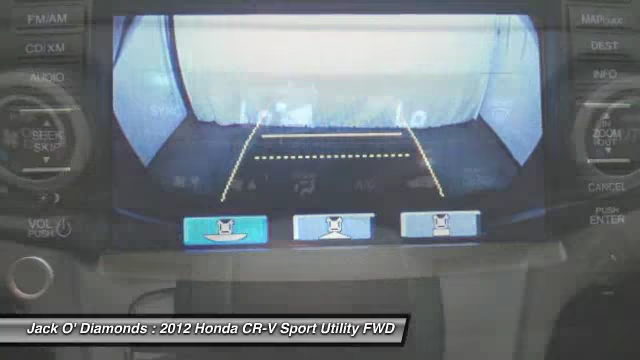 FM/AM
CD/XM
AUDIO
SEEK
SKIP
VOL
PUSH
MAP
DEST
INFO
ZOOM
CANCEL
PUSH
ENTER
A/C
Jack O' Diamonds : 2012 Honda CR-V Sport Utility FWD